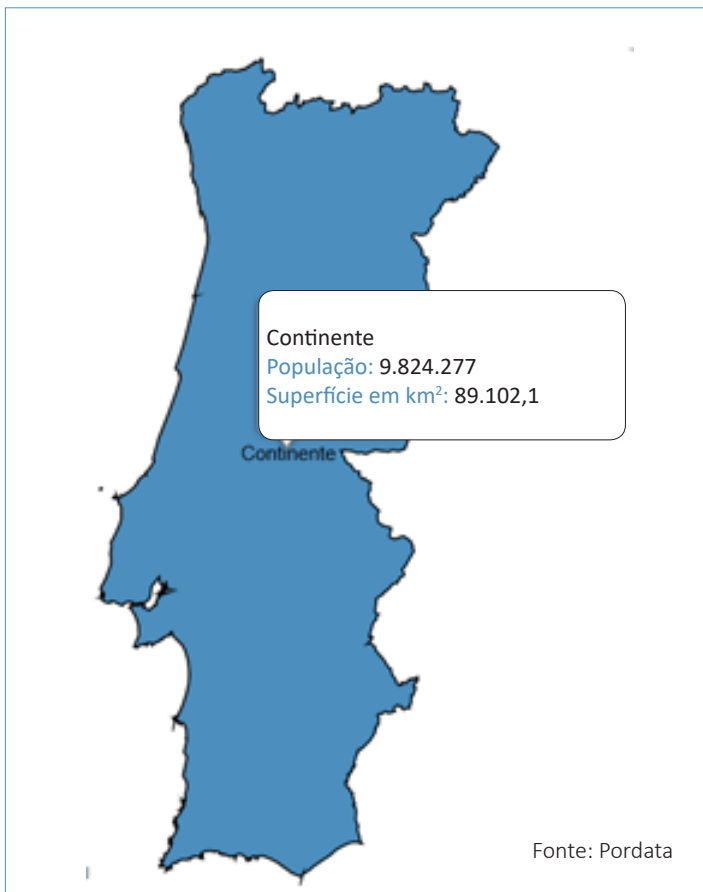 Continente
População: 9.824.277
Superfície em km²: 89.102,1
Continente
Fonte: Pordata